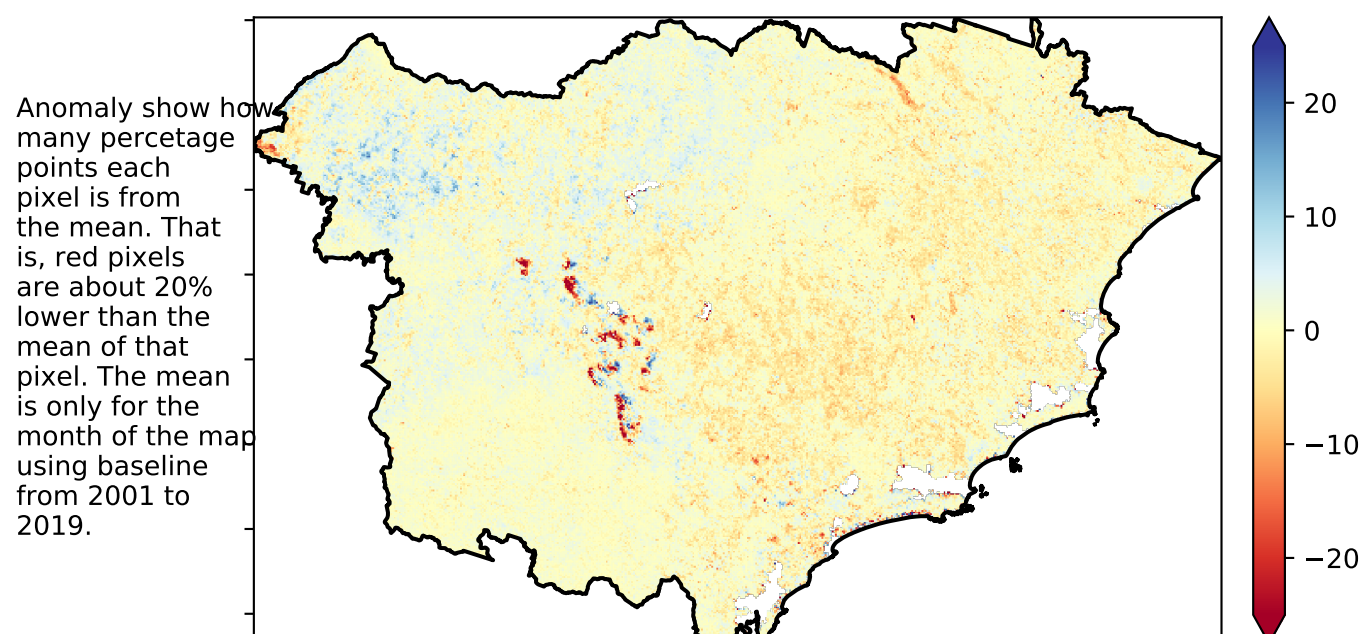 Anomaly show how
many percetage
points each
pixel is from
the mean. That
is, red pixels
are about 20%
lower than the
mean of that
pixel. The mean
is only for the
month of the map
using baseline
from 2001 to
2019.
20
10
0
−10
−20